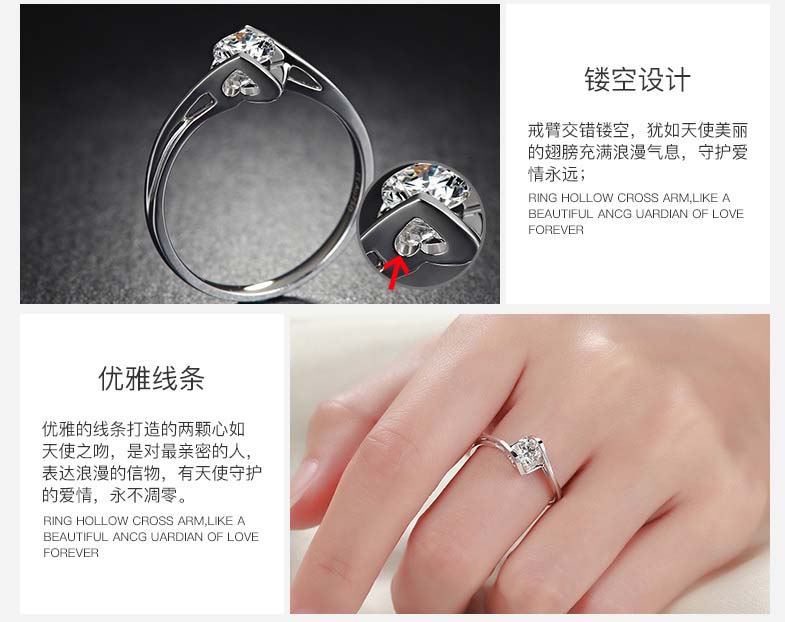 镂空设计
戒臂交错镂空，犹如天使美丽
的翅膀充满浪漫气息，守护爱
情永远；
RING HOLLOW CROSS ARM,LIKE A
BEAUTIFUL ANCG UARDIAN OF LOVE
FOREVER
优雅线条
优雅的线条打造的两颗心如
天使之吻，是对最亲密的人，
表达浪漫的信物，有天使守护
的爱情，永不凋零。
RING HOLLOW CROSS ARM,LIKE A
BEAUTIFUL ANCG UARDIAN OF LOVE
FOREVER